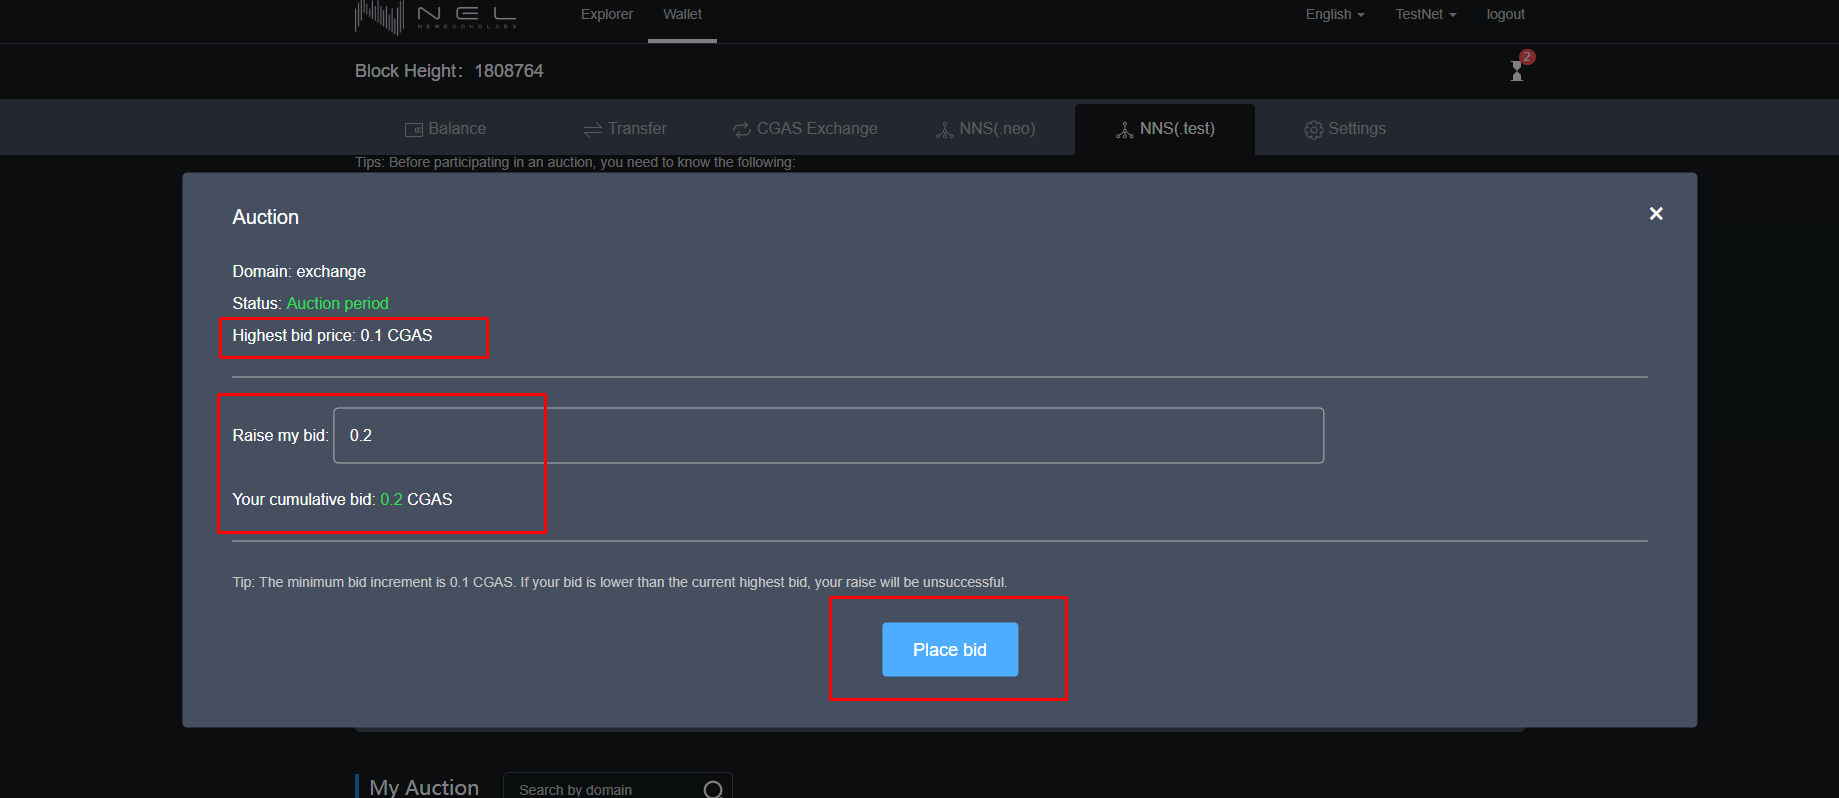 NEL Explorer Wallet English TestNet logout
NEWECONOLABS
Block Height: 1808764 2
Balance Transfer CGAS Exchange NNS(.neo) NNS(.test) Settings
Tips: Before participating in an auction, you need to know the following:
Auction
Domain: exchange
Status: Auction period
Highest bid price: 0.1 CGAS
Raise my bid: 0.2
Your cumulative bid: 0.2 CGAS
Tip: The minimum bid increment is 0.1 CGAS. If your bid is lower than the current highest bid, your raise will be unsuccessful.
Place bid
My Auction Search by domain